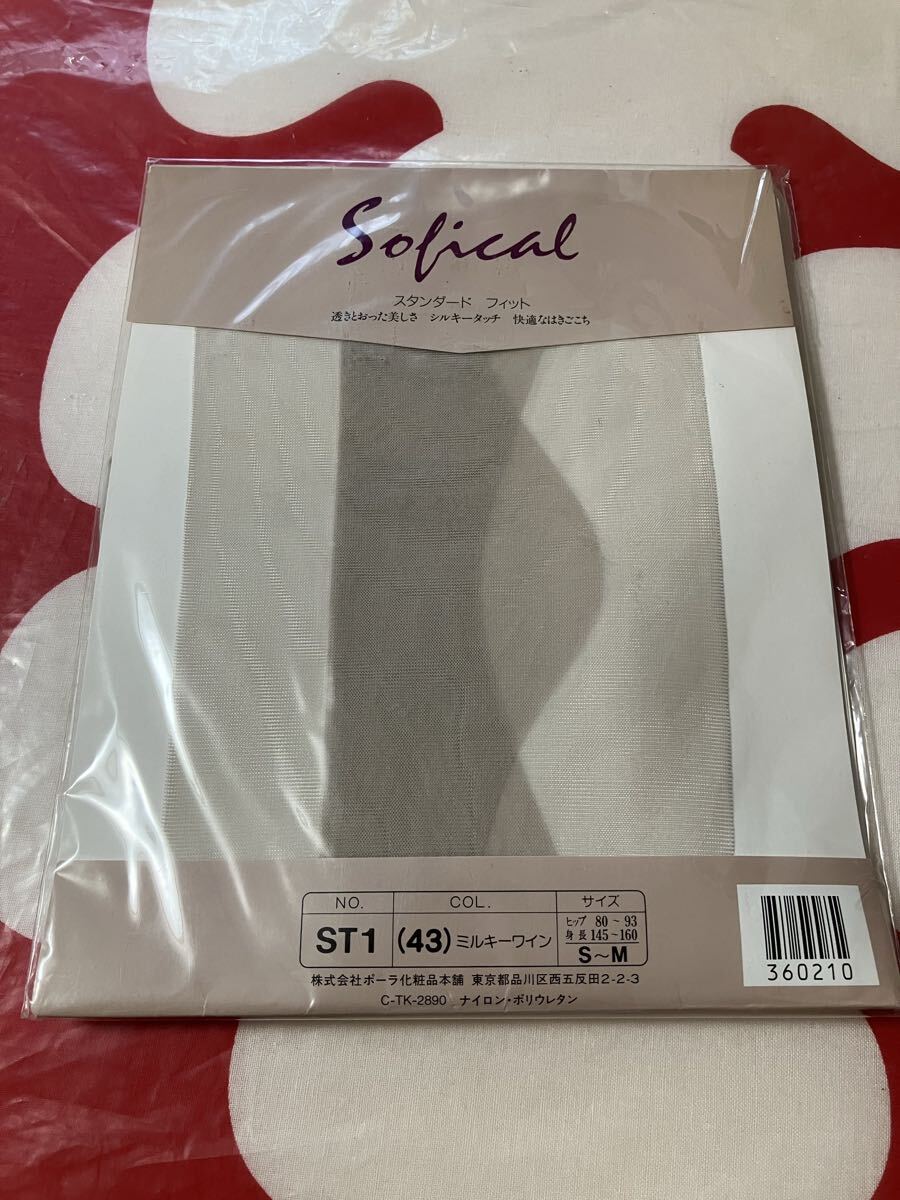 Sofical
スタンダード フィット
透きとおった美しさ シルキータッチ 快適なはきごこち
NO. COL. サイズ
ST1 (43) ミルキーワイン ヒップ 80～93
身長 145～160
S～M
360210
株式会社ポーラ化粧品本舗 東京都品川区西五反田2-2-3
C-TK-2890 ナイロン・ポリウレタン